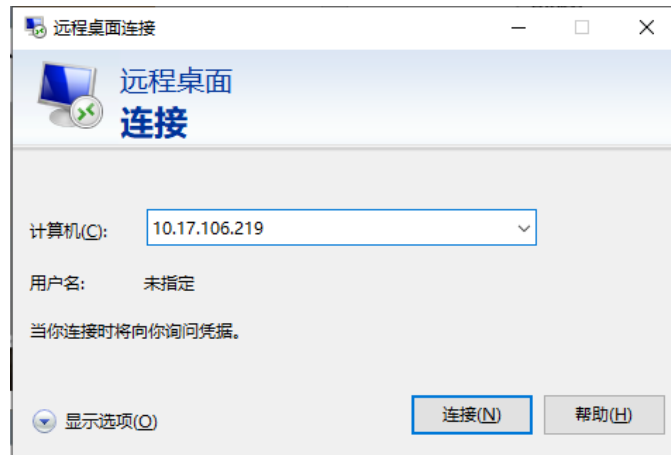 远程桌面连接
远程桌面
连接
计算机(C): 10.17.106.219
用户名: 未指定
当你连接时将向你询问凭据。
显示选项(O) 连接(N) 帮助(H)